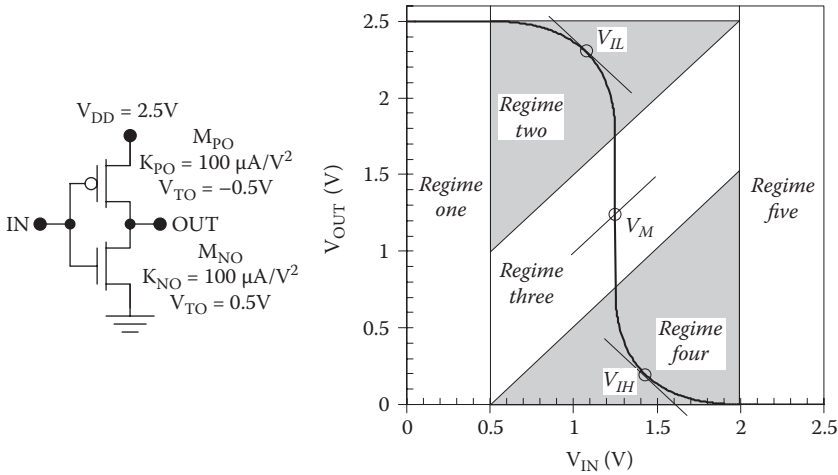 V_DD = 2.5V
M_PO
K_PO = 100 µA/V²
V_TO = –0.5V
IN
OUT
M_NO
K_NO = 100 µA/V²
V_TO = 0.5V
V_OUT (V)
2.5
2
1.5
1
0.5
0
V_IL
Regime
two
Regime
one
Regime
five
V_M
Regime
three
Regime
four
V_IH
0
0.5
1
1.5
2
2.5
V_IN (V)